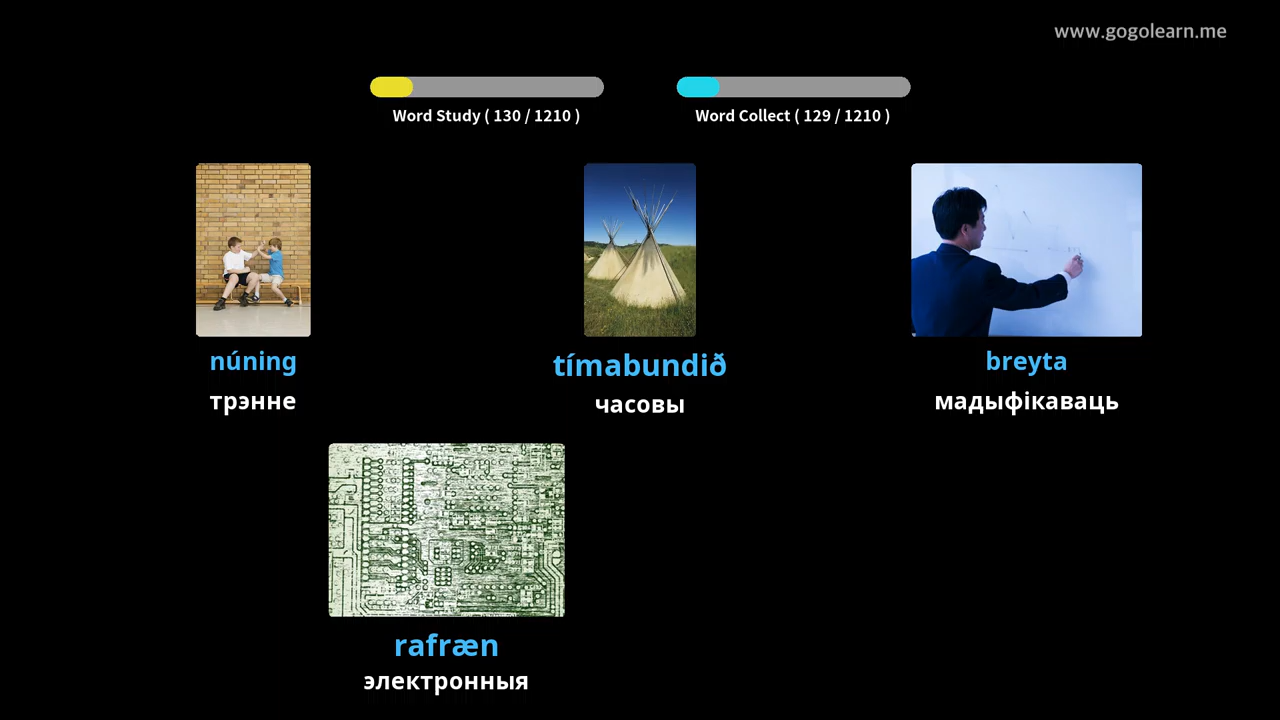 www.gogolearn.me
Word Study ( 130 / 1210 )
Word Collect ( 129 / 1210 )
núning
трэнне
tímabundið
часовы
breyta
мадыфікаваць
rafræn
электронныя